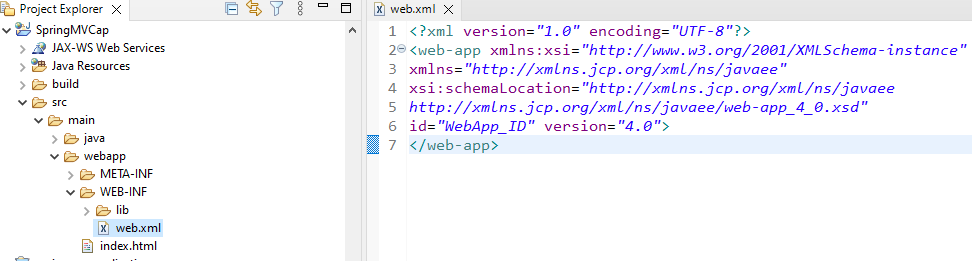 Project Explorer
SpringMVCap
JAX-WS Web Services
Java Resources
build
src
main
java
webapp
META-INF
WEB-INF
lib
web.xml
index.html
web.xml
1 <?xml version="1.0" encoding="UTF-8"?>
2 <web-app xmlns:xsi="http://www.w3.org/2001/XMLSchema-instance"
3 xmlns="http://xmlns.jcp.org/xml/ns/javaee"
4 xsi:schemaLocation="http://xmlns.jcp.org/xml/ns/javaee
5 http://xmlns.jcp.org/xml/ns/javaee/web-app_4_0.xsd"
6 id="WebApp_ID" version="4.0">
7 </web-app>